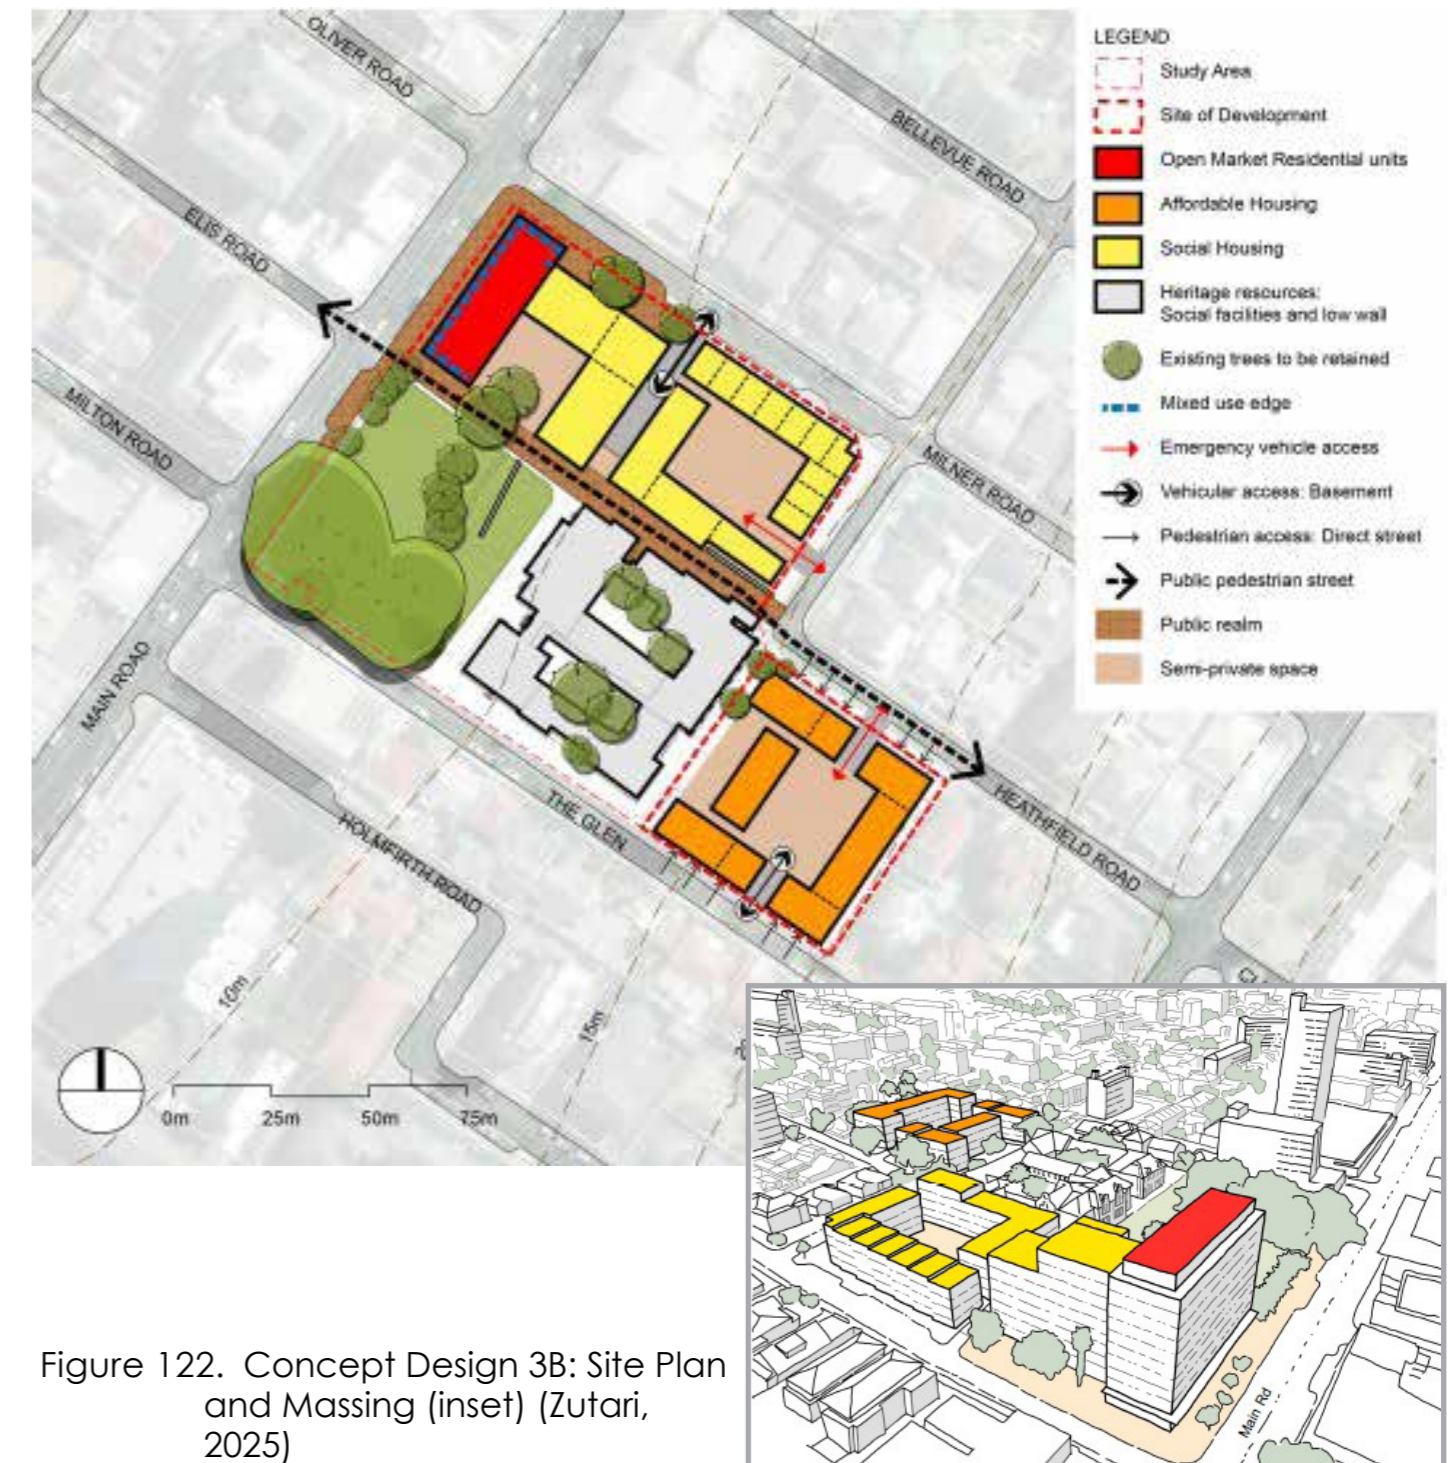 OLIVER ROAD
BELLEVUE ROAD
ELIS ROAD
MILTON ROAD
MILNER ROAD
MAIN ROAD
THE GLEN
HOLMFIRTH ROAD
HEATHFIELD ROAD
10m
15m
0m 25m 50m 75m
LEGEND
Study Area
Site of Development
Open Market Residential units
Affordable Housing
Social Housing
Heritage resources:
Social facilities and low wall
Existing trees to be retained
Mixed use edge
Emergency vehicle access
Vehicular access: Basement
Pedestrian access: Direct street
Public pedestrian street
Public realm
Semi-private space
Main Rd
Figure 122. Concept Design 3B: Site Plan
and Massing (inset) (Zutari,
2025)